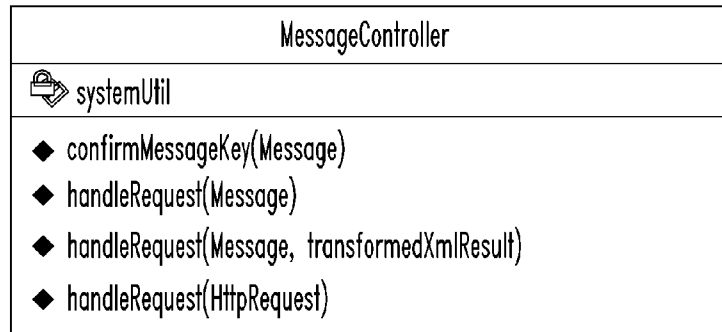 MessageController
systemUtil
confirmMessageKey(Message)
handleRequest(Message)
handleRequest(Message, transformedXmlResult)
handleRequest(HttpRequest)